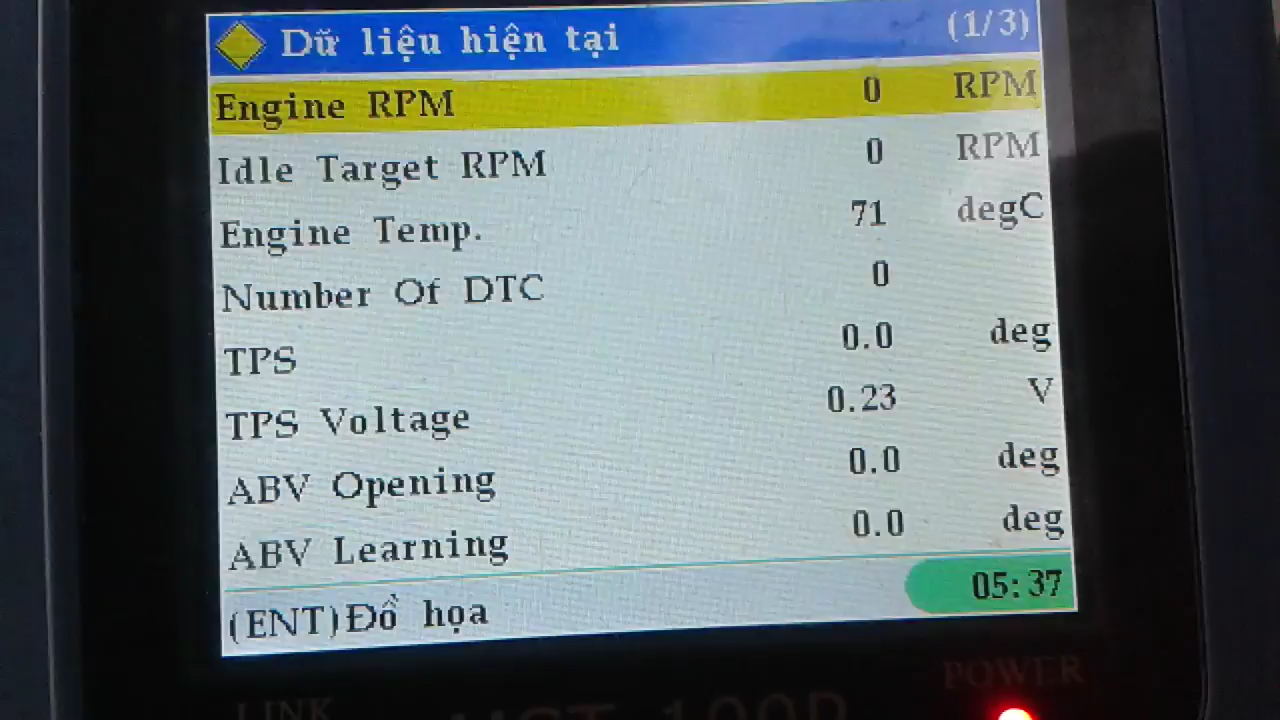 Dữ liệu hiện tại (1/3)
Engine RPM 0 RPM
Idle Target RPM 0 RPM
Engine Temp. 71 degC
Number Of DTC 0
TPS 0.0 deg
TPS Voltage 0.23 V
ABV Opening 0.0 deg
ABV Learning 0.0 deg
(ENT)Đồ họa 05:37
POWER
LINK